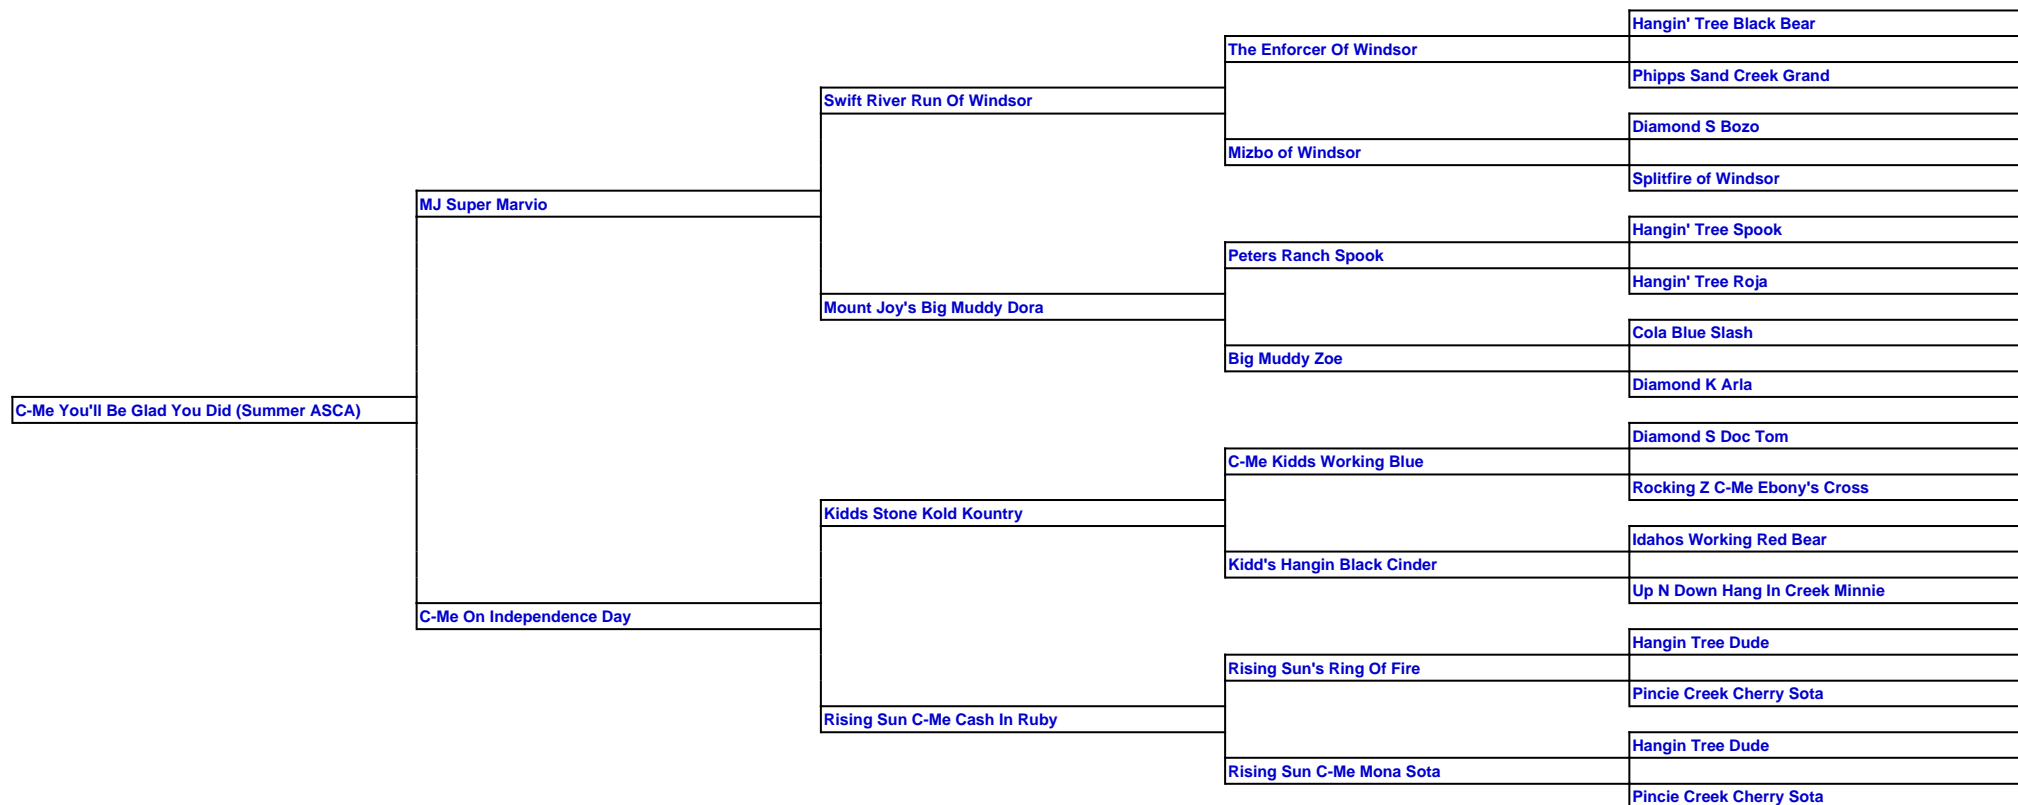 Hangin' Tree Black Bear
The Enforcer Of Windsor
Phipps Sand Creek Grand
Swift River Run Of Windsor
Diamond S Bozo
Mizbo of Windsor
Splitfire of Windsor
MJ Super Marvio
Hangin' Tree Spook
Peters Ranch Spook
Hangin' Tree Roja
Mount Joy's Big Muddy Dora
Cola Blue Slash
Big Muddy Zoe
Diamond K Arla
C-Me You'll Be Glad You Did (Summer ASCA)
Diamond S Doc Tom
C-Me Kidds Working Blue
Rocking Z C-Me Ebony's Cross
Kidds Stone Kold Kountry
Idahos Working Red Bear
Kidd's Hangin Black Cinder
Up N Down Hang In Creek Minnie
C-Me On Independence Day
Hangin Tree Dude
Rising Sun's Ring Of Fire
Pincie Creek Cherry Sota
Rising Sun C-Me Cash In Ruby
Hangin Tree Dude
Rising Sun C-Me Mona Sota
Pincie Creek Cherry Sota